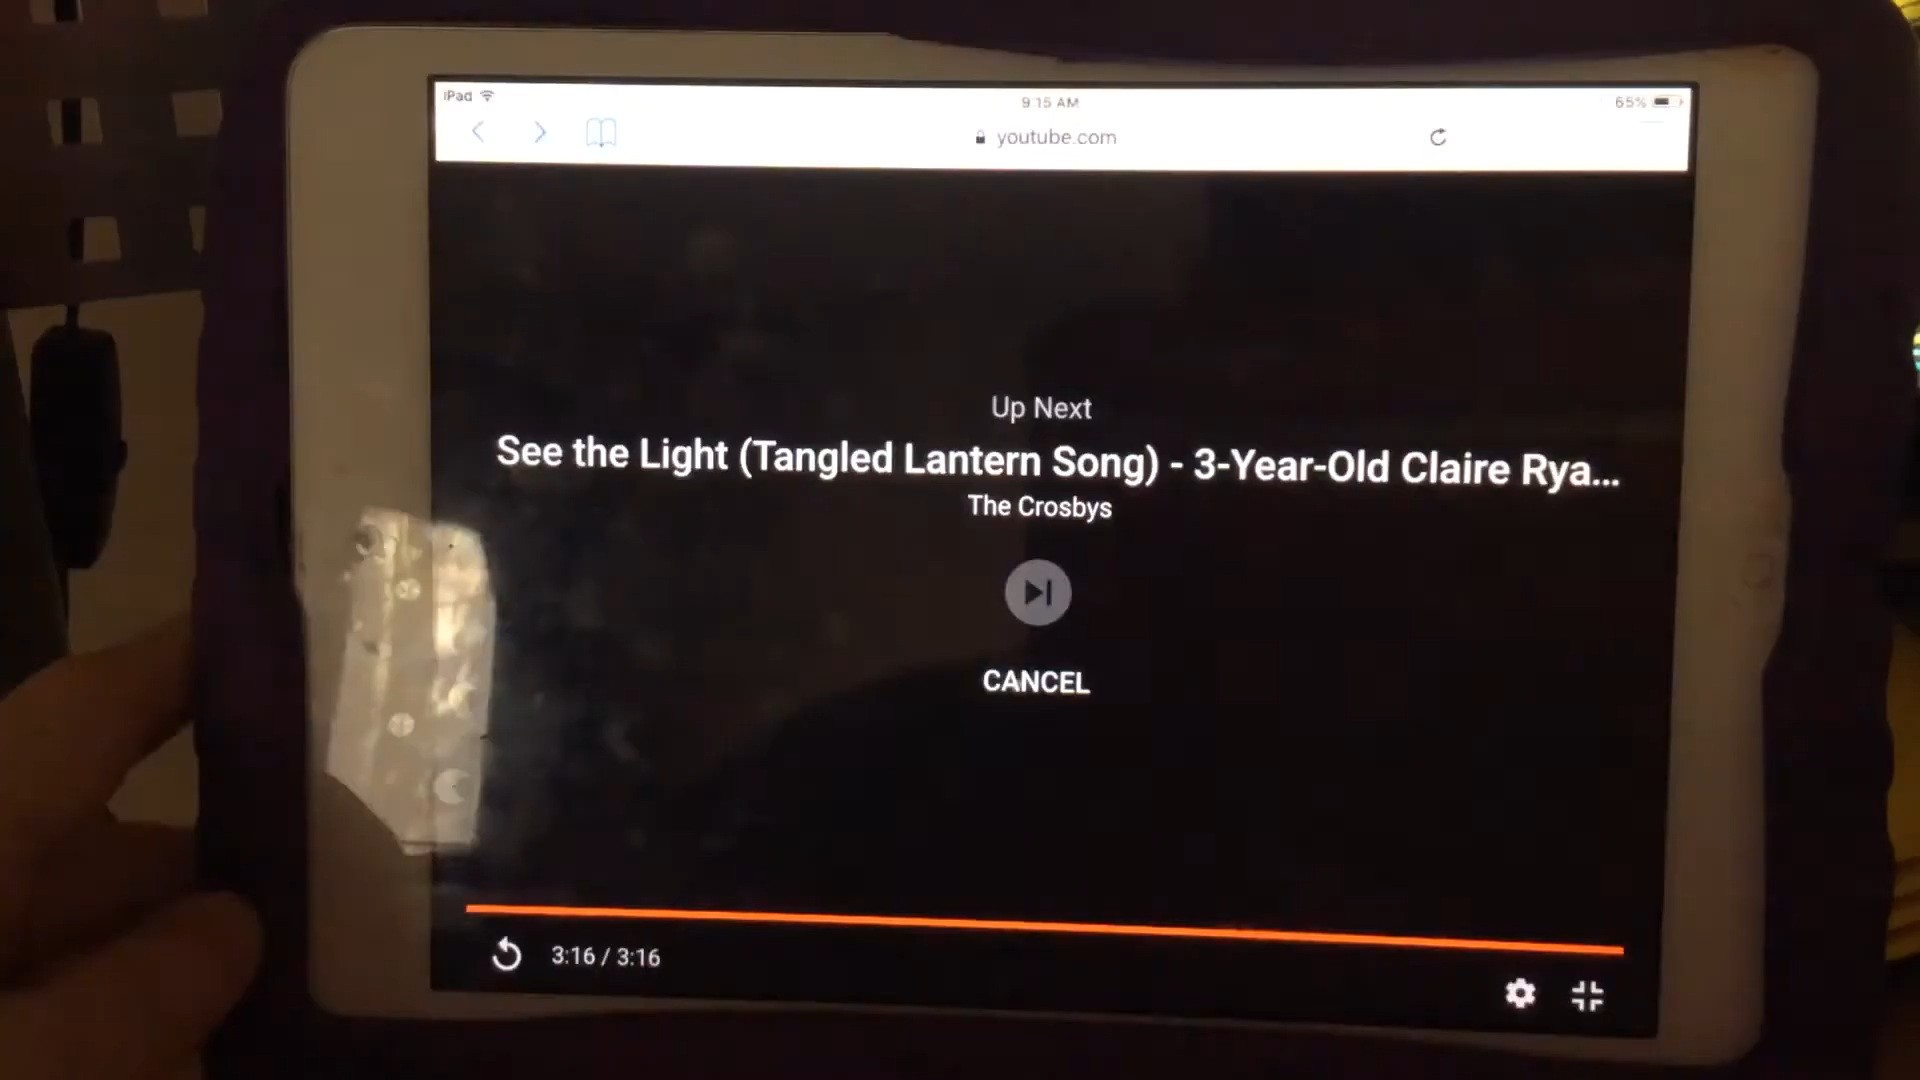 iPad
9:15 AM
65%
youtube.com
Up Next
See the Light (Tangled Lantern Song) - 3-Year-Old Claire Rya...
The Crosbys
CANCEL
3:16 / 3:16